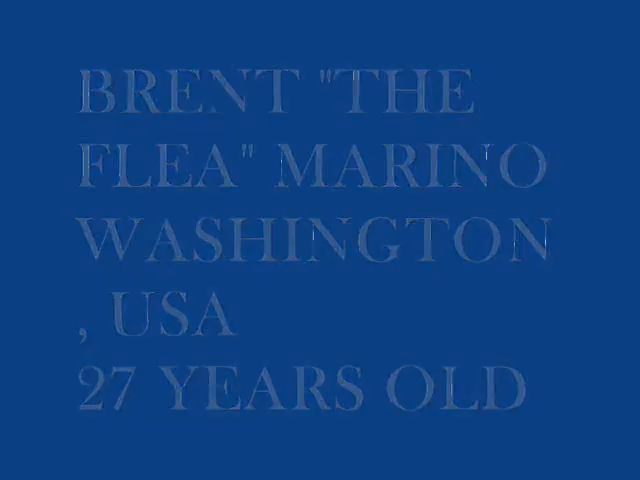 BRENT "THE
FLEA" MARINO
WASHINGTON
, USA
27 YEARS OLD